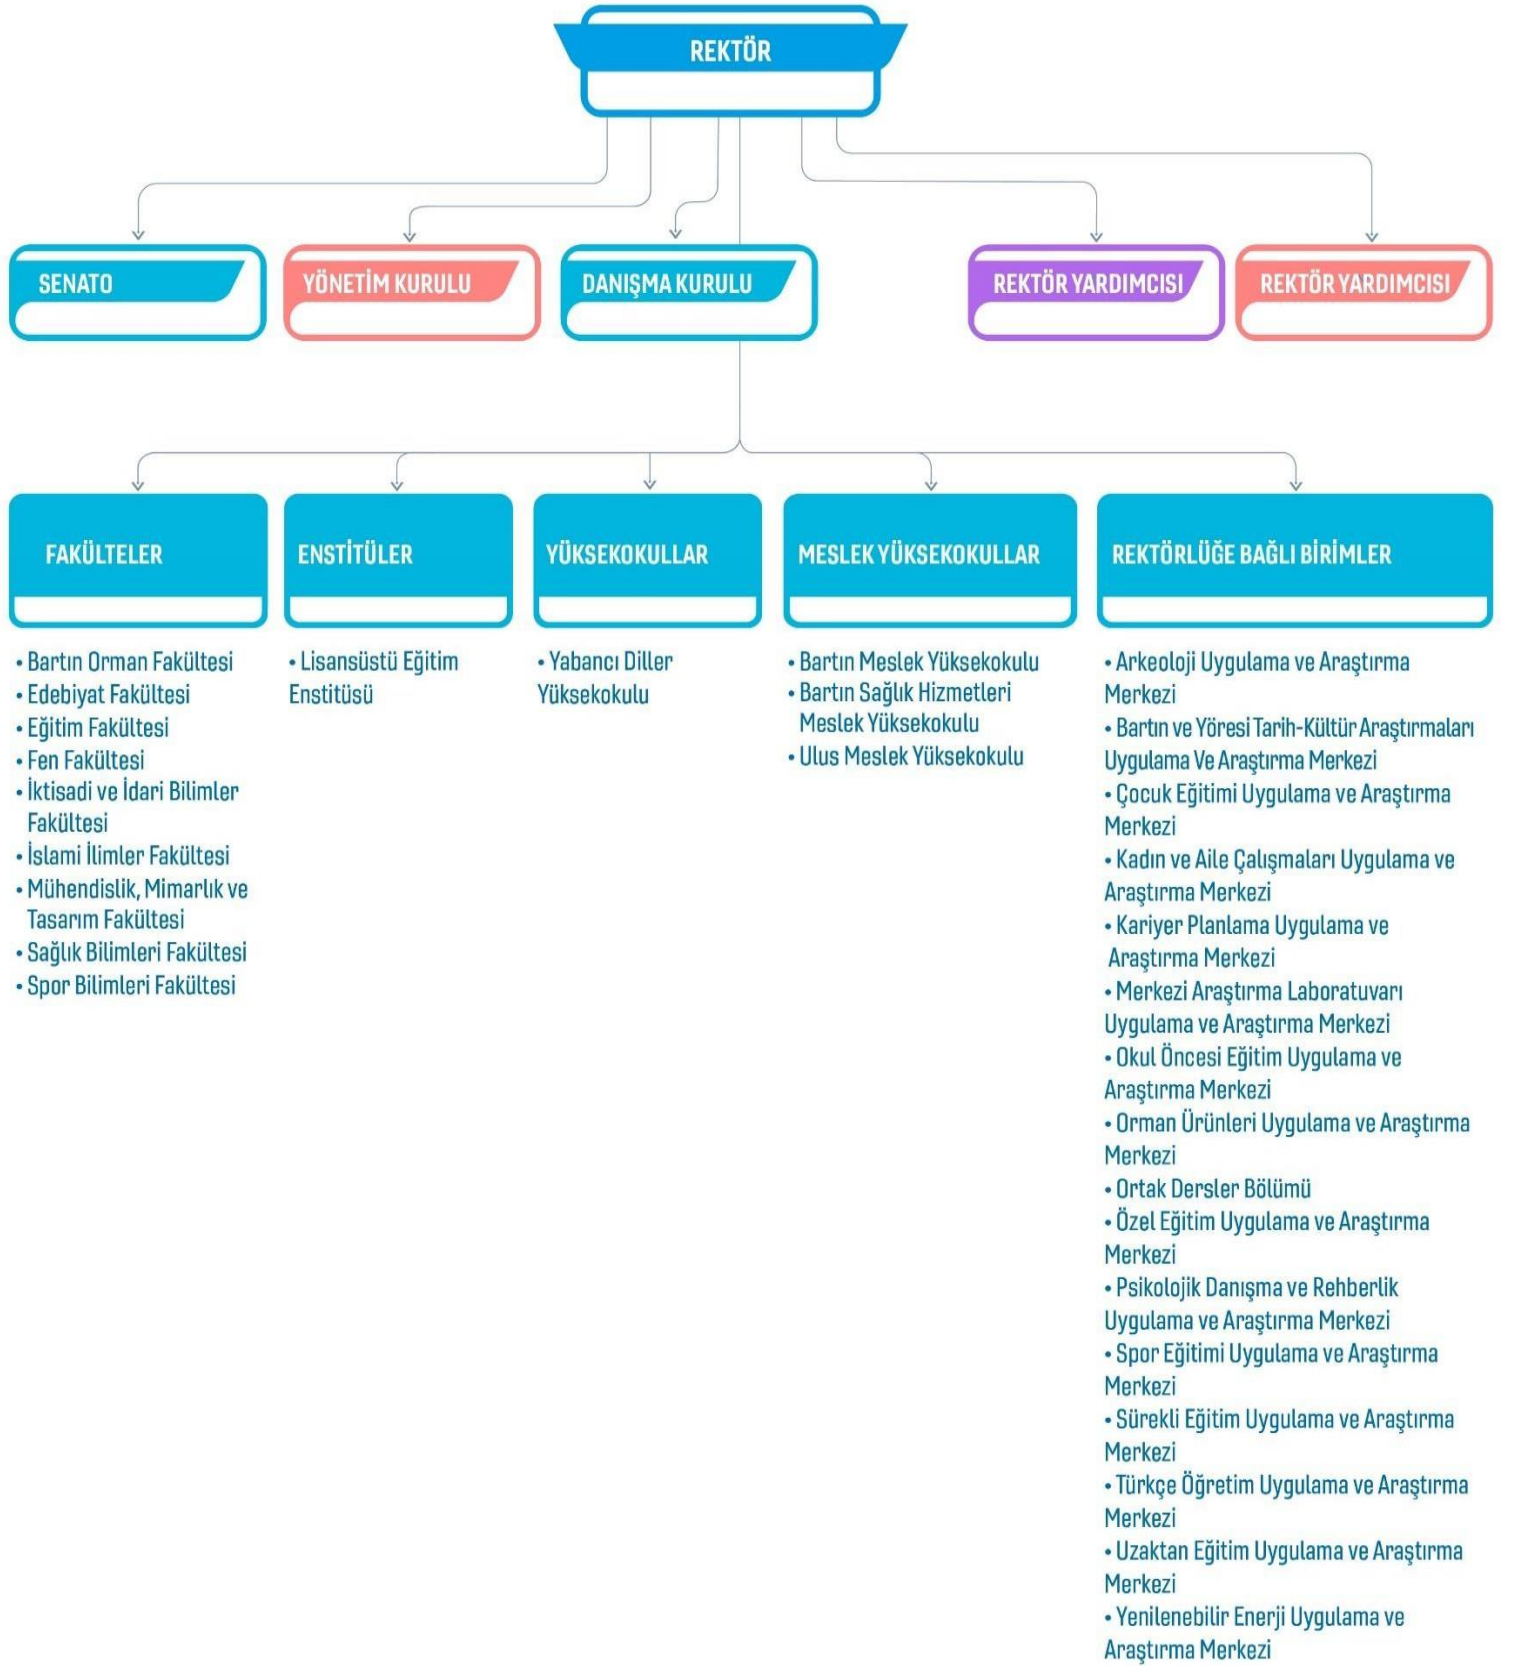 REKTÖR
SENATO
YÖNETİM KURULU
DANIŞMA KURULU
REKTÖR YARDIMCISI
REKTÖR YARDIMCISI
FAKÜLTELER
• Bartın Orman Fakültesi
• Edebiyat Fakültesi
• Eğitim Fakültesi
• Fen Fakültesi
• İktisadi ve İdari Bilimler
Fakültesi
• İslami İlimler Fakültesi
• Mühendislik, Mimarlık ve
Tasarım Fakültesi
• Sağlık Bilimleri Fakültesi
• Spor Bilimleri Fakültesi
ENSTİTÜLER
• Lisansüstü Eğitim
Enstitüsü
YÜKSEKOKULLAR
• Yabancı Diller
Yüksekokulu
MESLEK YÜKSEKOKULLAR
• Bartın Meslek Yüksekokulu
• Bartın Sağlık Hizmetleri
Meslek Yüksekokulu
• Ulus Meslek Yüksekokulu
REKTÖRLÜĞE BAĞLI BİRİMLER
• Arkeoloji Uygulama ve Araştırma
Merkezi
• Bartın ve Yöresi Tarih-Kültür Araştırmaları
Uygulama Ve Araştırma Merkezi
• Çocuk Eğitimi Uygulama ve Araştırma
Merkezi
• Kadın ve Aile Çalışmaları Uygulama ve
Araştırma Merkezi
• Kariyer Planlama Uygulama ve
Araştırma Merkezi
• Merkezi Araştırma Laboratuvarı
Uygulama ve Araştırma Merkezi
• Okul Öncesi Eğitim Uygulama ve
Araştırma Merkezi
• Orman Ürünleri Uygulama ve Araştırma
Merkezi
• Ortak Dersler Bölümü
• Özel Eğitim Uygulama ve Araştırma
Merkezi
• Psikolojik Danışma ve Rehberlik
Uygulama ve Araştırma Merkezi
• Spor Eğitimi Uygulama ve Araştırma
Merkezi
• Sürekli Eğitim Uygulama ve Araştırma
Merkezi
• Türkçe Öğretim Uygulama ve Araştırma
Merkezi
• Uzaktan Eğitim Uygulama ve Araştırma
Merkezi
• Yenilenebilir Enerji Uygulama ve
Araştırma Merkezi